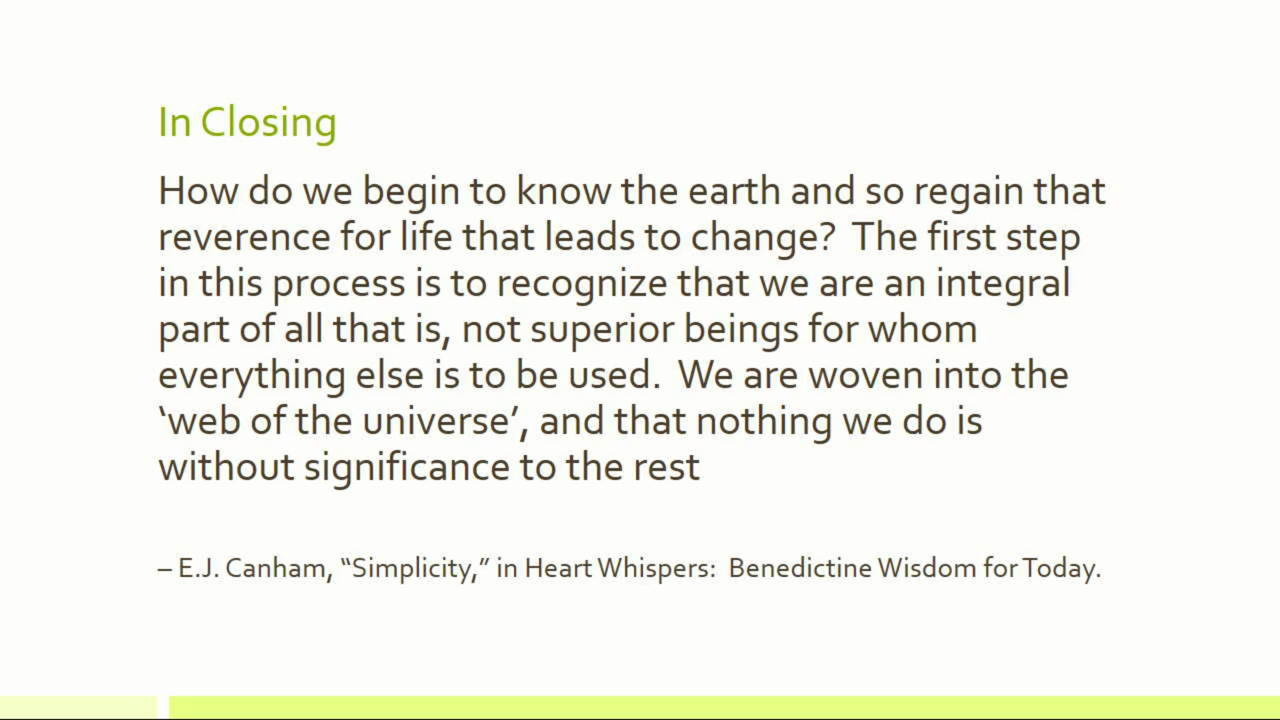 In Closing
How do we begin to know the earth and so regain that
reverence for life that leads to change?  The first step
in this process is to recognize that we are an integral
part of all that is, not superior beings for whom
everything else is to be used.  We are woven into the
‘web of the universe’, and that nothing we do is
without significance to the rest
– E.J. Canham, “Simplicity,” in Heart Whispers:  Benedictine Wisdom for Today.